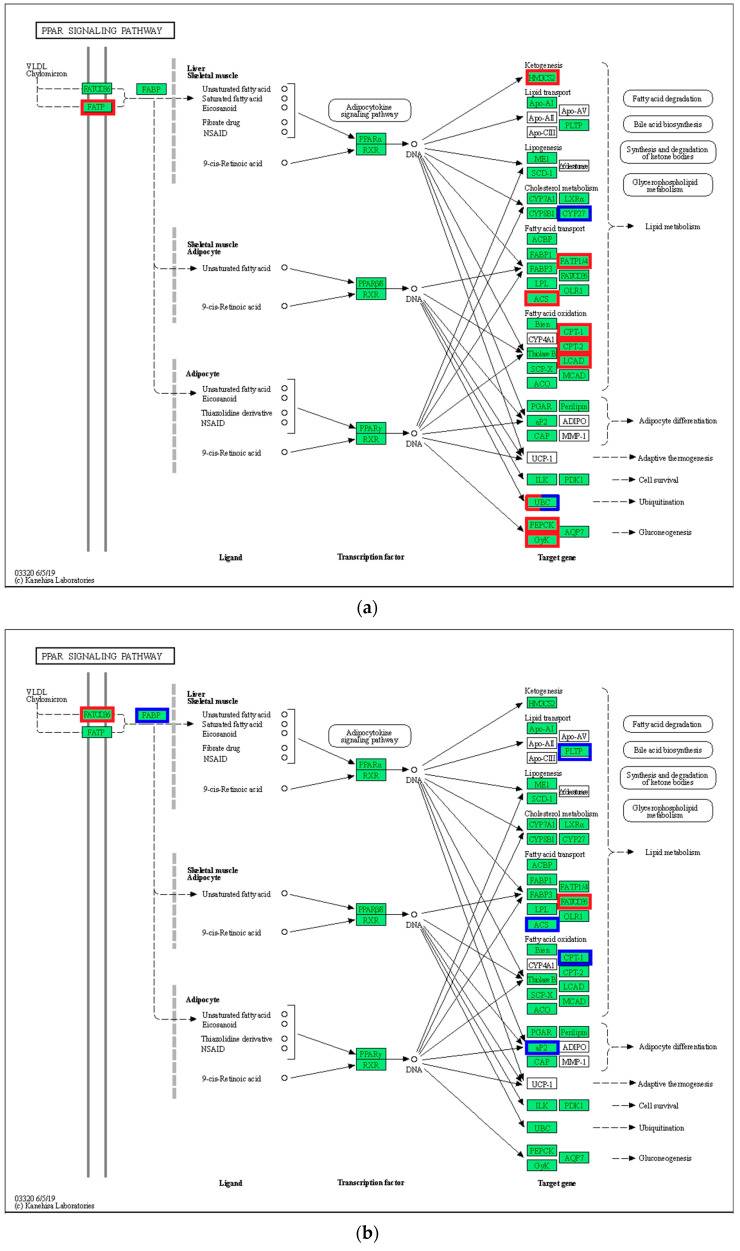 PPAR SIGNALING PATHWAY
VLDL
Chylomicron
FATCD36
FATP
FABP
Liver
Skeletal muscle
Unsaturated fatty acid
Saturated fatty acid
Eicosanoid
Fibrate drug
NSAID
9-cis-Retinoic acid
Adipocytokine
signaling pathway
PPARα
RXR
DNA
Skeletal muscle
Adipocyte
Unsaturated fatty acid
9-cis-Retinoic acid
PPARβ/δ
RXR
DNA
Adipocyte
Unsaturated fatty acid
Eicosanoid
Thiazolidine derivative
NSAID
9-cis-Retinoic acid
PPARγ
RXR
DNA
Ketogenesis
HMGCS2
Lipid transport
Apo-AI
Apo-AII
Apo-AV
PLTP
Apo-CIII
Lipogenesis
ME1
SCD-1
Cholesterol metabolism
CYP7A1 LXRα
CYP8B1 CYP27
Fatty acid transport
ACBP
FABP1
FATP1/4
FABP3
FATCD36
LPL
OLR1
ACS
Fatty acid oxidation
Bien
CPT-1
CYP4A1
CPT-2
Thiolase B
LCAD
SCP-X
MCAD
ACO
PGAR Perilipin
aP2 ADIPO
CAP MMP-1
UCP-1
ILK PDK1
UBC
PEPCK
AQP7
GyK
Fatty acid degradation
Bile acid biosynthesis
Synthesis and degradation
of ketone bodies
Glycerophospholipid
metabolism
Lipid metabolism
Adipocyte differentiation
Adaptive thermogenesis
Cell survival
Ubiquitination
Gluconeogenesis
Ligand
Transcription factor
Target gene
03320 6/5/19
(c) Kanehisa Laboratories
(a)
PPAR SIGNALING PATHWAY
VLDL
Chylomicron
FATCD36
FATP
FABP
Liver
Skeletal muscle
Unsaturated fatty acid
Saturated fatty acid
Eicosanoid
Fibrate drug
NSAID
9-cis-Retinoic acid
Adipocytokine
signaling pathway
PPARα
RXR
DNA
Skeletal muscle
Adipocyte
Unsaturated fatty acid
9-cis-Retinoic acid
PPARβ/δ
RXR
DNA
Adipocyte
Unsaturated fatty acid
Eicosanoid
Thiazolidine derivative
NSAID
9-cis-Retinoic acid
PPARγ
RXR
DNA
Ketogenesis
HMGCS2
Lipid transport
Apo-AI
Apo-AII
Apo-AV
PLTP
Apo-CIII
Lipogenesis
ME1
SCD-1
Cholesterol metabolism
CYP7A1 LXRα
CYP8B1 CYP27
Fatty acid transport
ACBP
FABP1
FATP1/4
FABP3
FATCD36
LPL
OLR1
ACS
Fatty acid oxidation
Bien
CPT-1
CYP4A1
CPT-2
Thiolase B
LCAD
SCP-X
MCAD
ACO
PGAR Perilipin
aP2 ADIPO
CAP MMP-1
UCP-1
ILK PDK1
UBC
PEPCK
AQP7
GyK
Fatty acid degradation
Bile acid biosynthesis
Synthesis and degradation
of ketone bodies
Glycerophospholipid
metabolism
Lipid metabolism
Adipocyte differentiation
Adaptive thermogenesis
Cell survival
Ubiquitination
Gluconeogenesis
Ligand
Transcription factor
Target gene
03320 6/5/19
(c) Kanehisa Laboratories
(b)